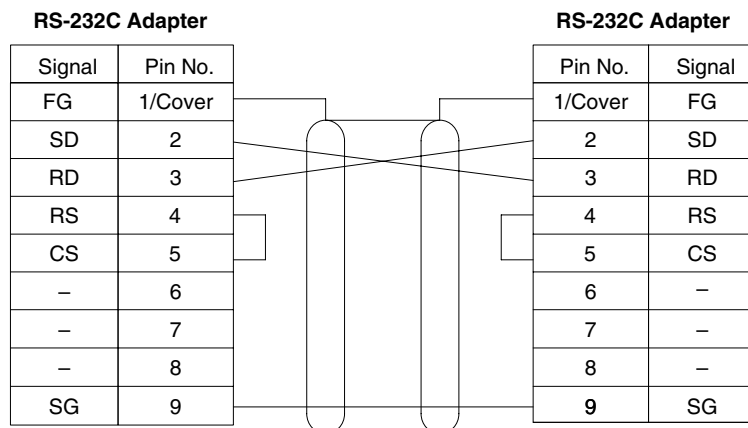 RS-232C Adapter RS-232C Adapter
Signal Pin No. Pin No. Signal
FG 1/Cover 1/Cover FG
SD 2 2 SD
RD 3 3 RD
RS 4 4 RS
CS 5 5 CS
– 6 6 –
– 7 7 –
– 8 8 –
SG 9 9 SG